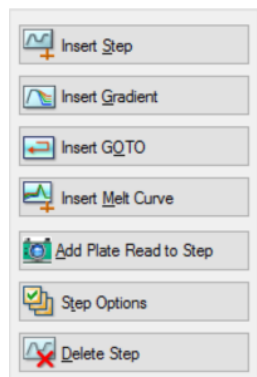 Insert Step
Insert Gradient
Insert GOTO
Insert Melt Curve
Add Plate Read to Step
Step Options
Delete Step